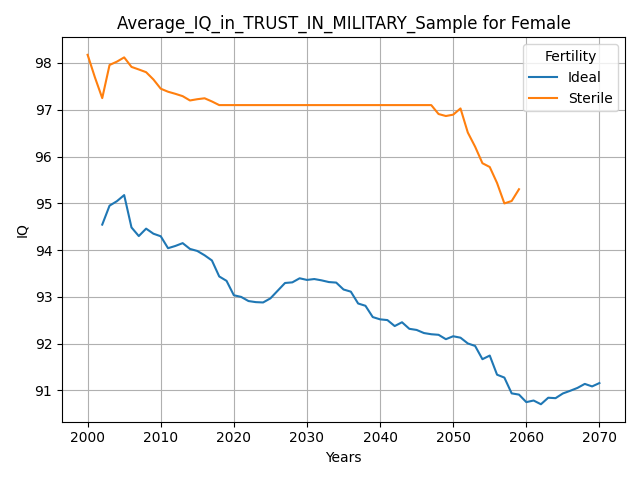 Average_IQ_in_TRUST_IN_MILITARY_Sample for Female
Fertility
Ideal
Sterile
98
97
96
95
94
93
92
91
IQ
2000 2010 2020 2030 2040 2050 2060 2070
Years